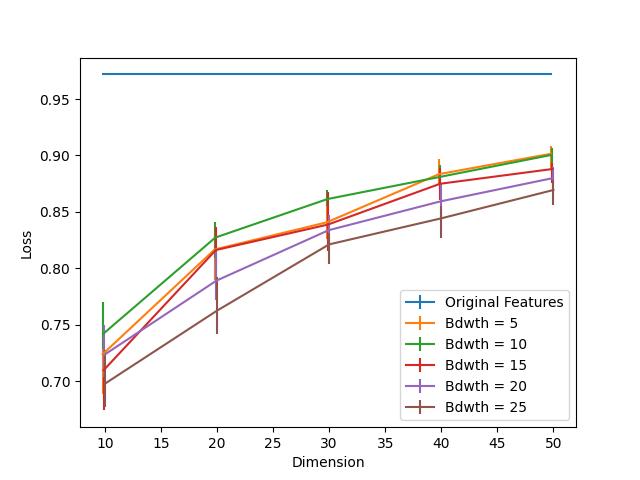 0.95
0.90
0.85
0.80
0.75
0.70
Loss
10
15
20
25
30
35
40
45
50
Dimension
Original Features
Bdwth = 5
Bdwth = 10
Bdwth = 15
Bdwth = 20
Bdwth = 25